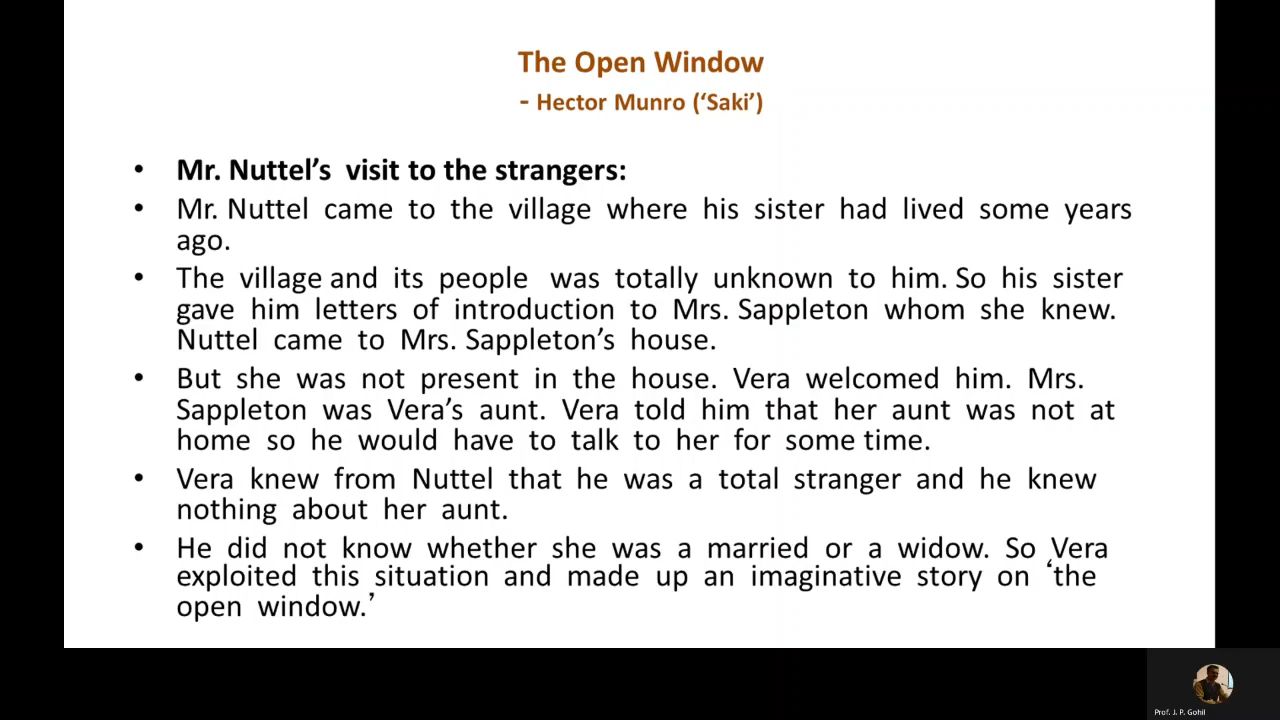 The Open Window
- Hector Munro (‘Saki’)
• Mr. Nuttel’s visit to the strangers:
• Mr. Nuttel came to the village where his sister had lived some years
ago.
• The village and its people was totally unknown to him. So his sister
gave him letters of introduction to Mrs. Sappleton whom she knew.
Nuttel came to Mrs. Sappleton’s house.
• But she was not present in the house. Vera welcomed him. Mrs.
Sappleton was Vera’s aunt. Vera told him that her aunt was not at
home so he would have to talk to her for some time.
• Vera knew from Nuttel that he was a total stranger and he knew
nothing about her aunt.
• He did not know whether she was a married or a widow. So Vera
exploited this situation and made up an imaginative story on ‘the
open window.’
Prof. J. P. Gohil